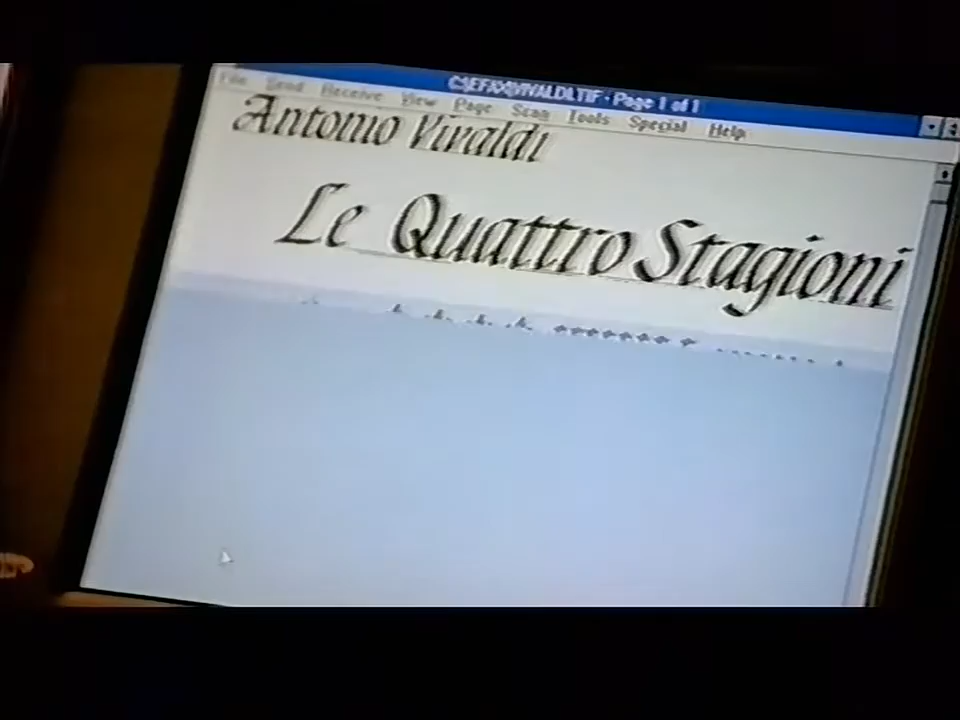 C:\EFAX\VIVALDI.TIF - Page 1 of 1
File Send Receive View Page Scan Tools Special Help
Antonio Vivaldi
Le Quattro Stagioni